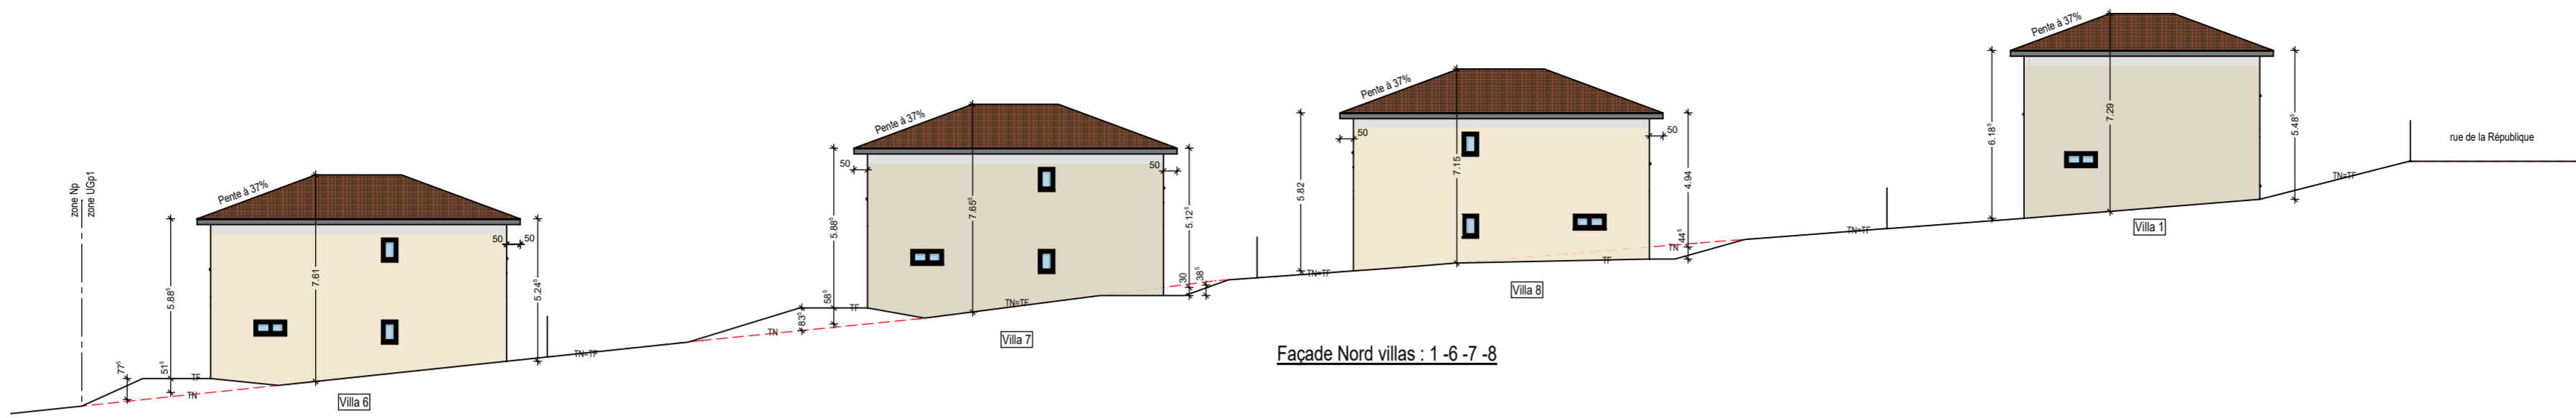 zone Np
zone UGp1
77⁵
51⁵
5.88⁵
Pente à 37%
7.61
50
50
5.24⁵
TF
TN
Villa 6
TN=TF
TN
83⁵
58⁵
TF
5.88⁵
50
Pente à 37%
7.65⁵
50
5.12⁵
30
38⁵
TN=TF
Villa 7
TN=TF
5.82
50
Pente à 37%
7.15
50
4.94
44⁵
TN
TF
Villa 8
Façade Nord villas : 1 -6 -7 -8
TN=TF
6.18⁵
Pente à 37%
7.29
5.48⁵
Villa 1
TN=TF
rue de la République